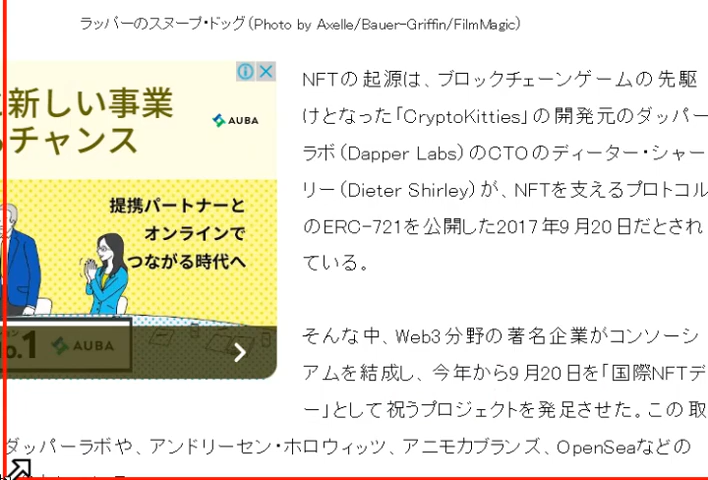 ラッパーのスヌープ・ドッグ（Photo by Axelle/Bauer-Griffin/FilmMagic）
新しい事業
チャンス
AUBA
提携パートナーと
オンラインで
つながる時代へ
.1
AUBA
NFTの起源は、ブロックチェーンゲームの先駆
けとなった「CryptoKitties」の開発元のダッパー
ラボ（Dapper Labs）のCTOのディーター・シャー
リー（Dieter Shirley）が、NFTを支えるプロトコル
のERC-721を公開した2017年9月20日だとされ
ている。
そんな中、Web3分野の著名企業がコンソーシ
アムを結成し、今年から9月20日を「国際NFTデ
ー」として祝うプロジェクトを発足させた。この取
ダッパーラボや、アンドリーセン・ホロウィッツ、アニモカブランズ、OpenSeaなどの